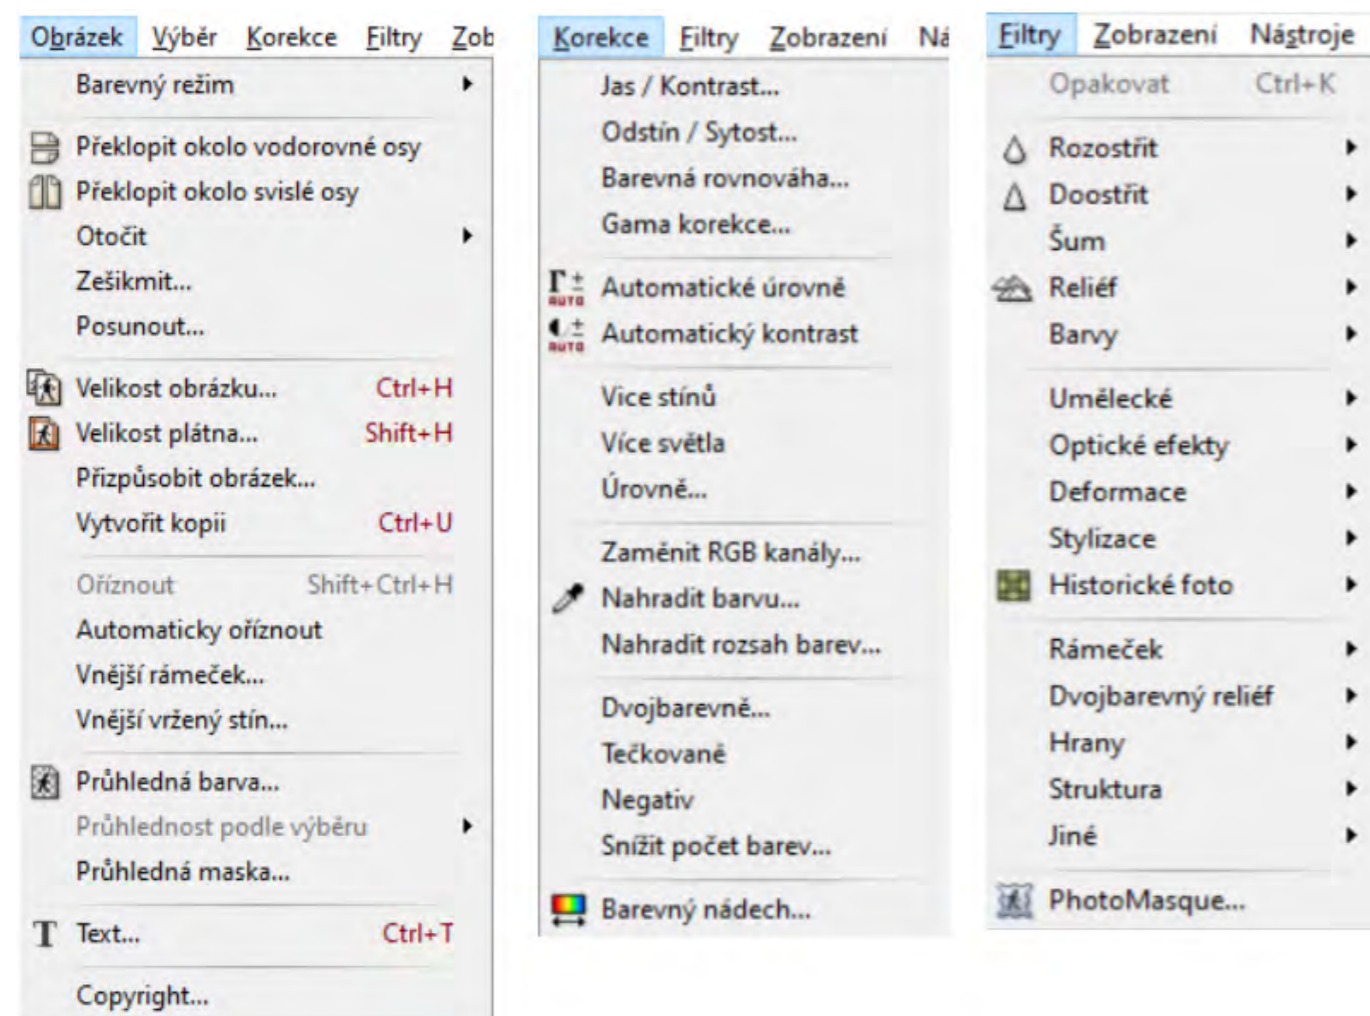 Obrázek Výběr Korekce Filtry Zob
Barevný režim
Překlopit okolo vodorovné osy
Překlopit okolo svislé osy
Otočit
Zešikmit...
Posunout...
Velikost obrázku... Ctrl+H
Velikost plátna... Shift+H
Přizpůsobit obrázek...
Vytvořit kopii Ctrl+U
Oříznout Shift+Ctrl+H
Automaticky oříznout
Vnější rámeček...
Vnější vržený stín...
Průhledná barva...
Průhlednost podle výběru
Průhledná maska...
T Text... Ctrl+T
Copyright...
Korekce Filtry Zobrazení Ná
Jas / Kontrast...
Odstín / Sytost...
Barevná rovnováha...
Gama korekce...
AUTO Automatické úrovně
AUTO Automatický kontrast
Vice stínů
Více světla
Úrovně...
Zaměnit RGB kanály...
Nahradit barvu...
Nahradit rozsah barev...
Dvojbarevně...
Tečkovaně
Negativ
Snížit počet barev...
Barevný nádech...
Filtry Zobrazení Nástroje
Opakovat Ctrl+K
Rozostřit
Doostřit
Šum
Reliéf
Barvy
Umělecké
Optické efekty
Deformace
Stylizace
Historické foto
Rámeček
Dvojbarevný reliéf
Hrany
Struktura
Jiné
PhotoMasque...